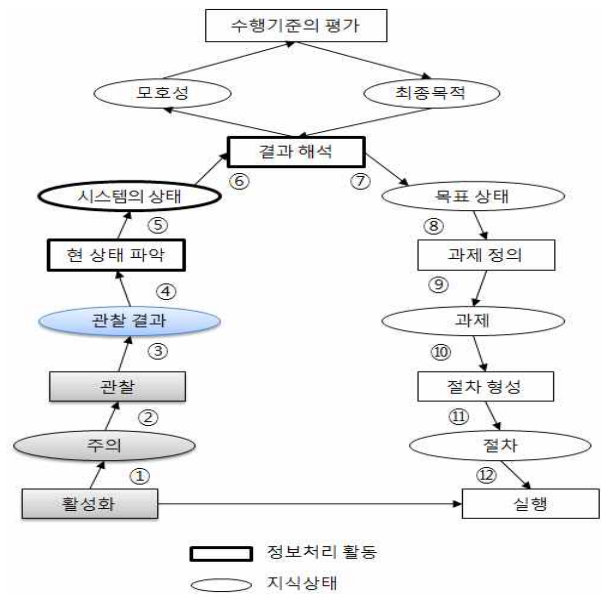 수행기준의 평가
모호성
최종목적
결과 해석
⑥
⑦
시스템의 상태
목표 상태
⑤
⑧
현 상태 파악
과제 정의
④
⑨
관찰 결과
과제
③
⑩
관찰
절차 형성
②
⑪
주의
절차
①
⑫
활성화
실행
정보처리 활동
지식상태